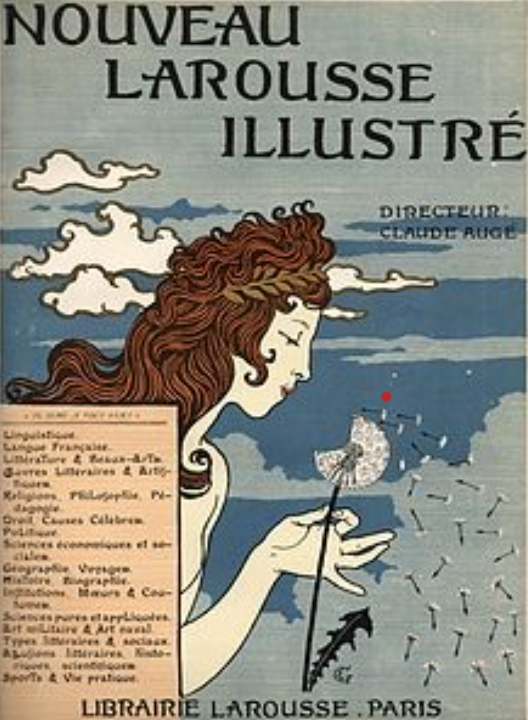 NOUVEAU
LAROUSSE
ILLUSTRÉ
DIRECTEUR:
CLAUDE AUGÉ
Linguistique.
Langue Française.
Littérature & Beaux-Arts.
Œuvres Littéraires & Artis-
tiques.
Religions, Philosophie, Pé-
dagogie.
Droit, Causes Célèbres.
Politique.
Sciences économiques et so-
ciales.
Géographie, Voyages.
Histoire, Biographie.
Institutions, Mœurs & Cou-
tumes.
Sciences pures et appliquées.
Art militaire & Art naval.
Types littéraires & sociaux.
Allusions littéraires, histo-
riques, scientifiques
Sports & Vie pratique.
LIBRAIRIE LAROUSSE . PARIS